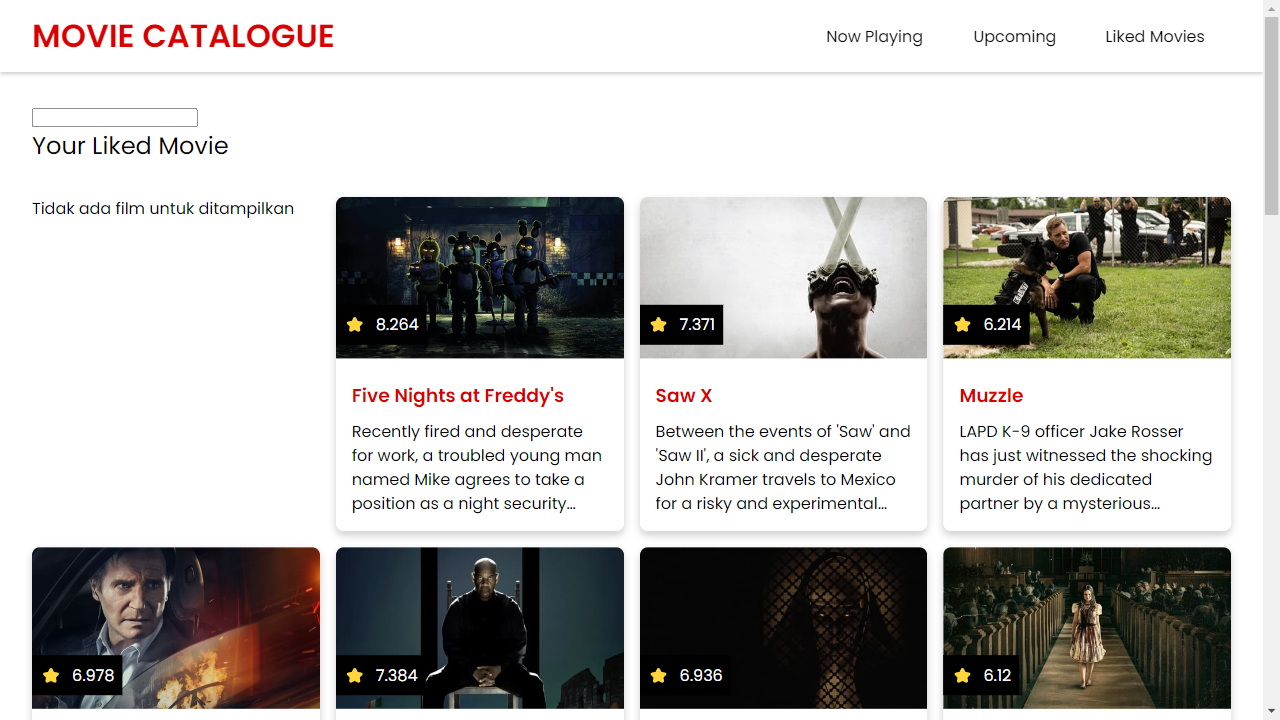 MOVIE CATALOGUE
Now Playing
Upcoming
Liked Movies
Your Liked Movie
Tidak ada film untuk ditampilkan
8.264
Five Nights at Freddy's
Recently fired and desperate
for work, a troubled young man
named Mike agrees to take a
position as a night security...
7.371
Saw X
Between the events of 'Saw' and
'Saw II', a sick and desperate
John Kramer travels to Mexico
for a risky and experimental...
6.214
Muzzle
LAPD K-9 officer Jake Rosser
has just witnessed the shocking
murder of his dedicated
partner by a mysterious...
6.978
7.384
6.936
6.12